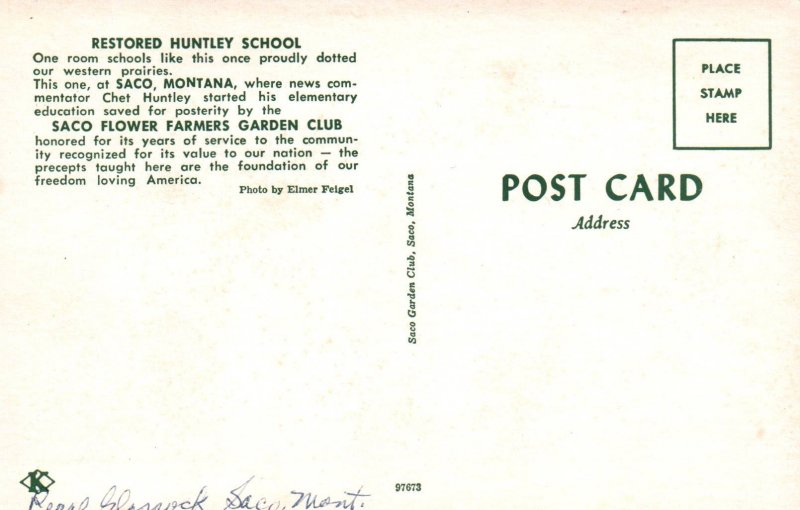 RESTORED HUNTLEY SCHOOL
One room schools like this once proudly dotted
our western prairies.
This one, at SACO, MONTANA, where news com-
mentator Chet Huntley started his elementary
education saved for posterity by the
SACO FLOWER FARMERS GARDEN CLUB
honored for its years of service to the commun-
ity recognized for its value to our nation — the
precepts taught here are the foundation of our
freedom loving America.
Photo by Elmer Feigel
Saco Garden Club, Saco, Montana
PLACE
STAMP
HERE
POST CARD
Address
K
97673
Saco, Mont.